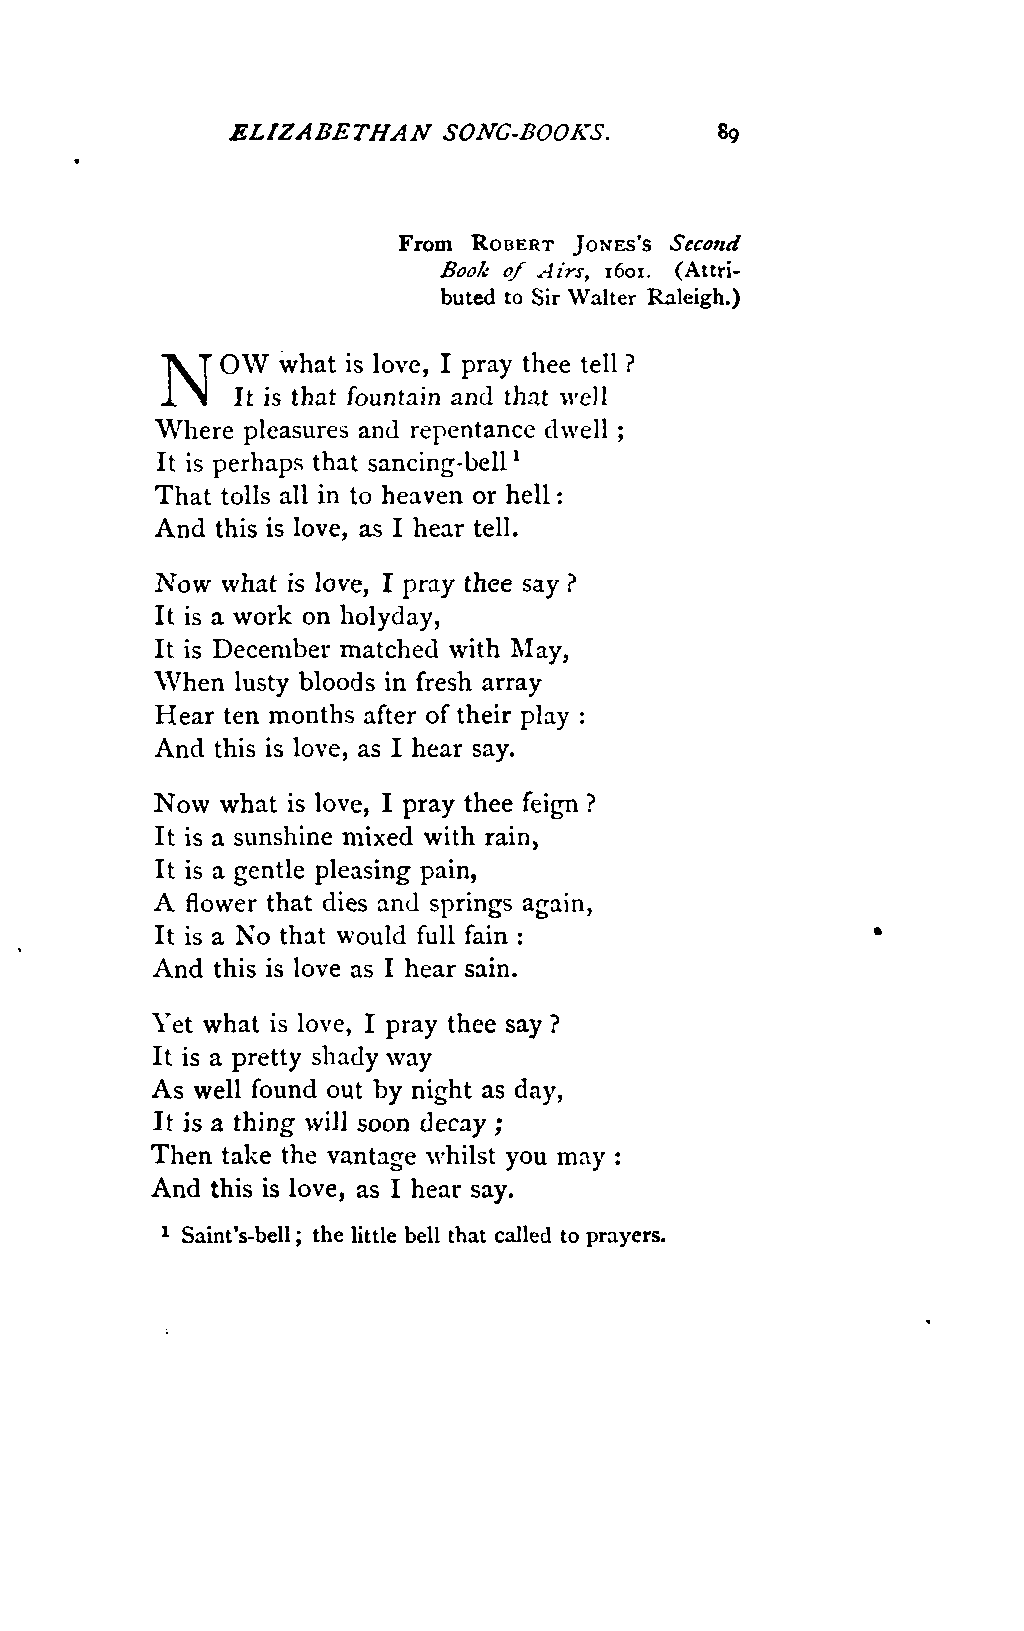 ELIZABETHAN SONG-BOOKS. 89
From ROBERT JONES'S Second
Book of Airs, 1601. (Attri-
buted to Sir Walter Raleigh.)
NOW what is love, I pray thee tell ?
It is that fountain and that well
Where pleasures and repentance dwell ;
It is perhaps that sancing-bell ¹
That tolls all in to heaven or hell :
And this is love, as I hear tell.
Now what is love, I pray thee say ?
It is a work on holyday,
It is December matched with May,
When lusty bloods in fresh array
Hear ten months after of their play :
And this is love, as I hear say.
Now what is love, I pray thee feign ?
It is a sunshine mixed with rain,
It is a gentle pleasing pain,
A flower that dies and springs again,
It is a No that would full fain :
And this is love as I hear sain.
Yet what is love, I pray thee say ?
It is a pretty shady way
As well found out by night as day,
It is a thing will soon decay ;
Then take the vantage whilst you may :
And this is love, as I hear say.
¹ Saint's-bell ; the little bell that called to prayers.